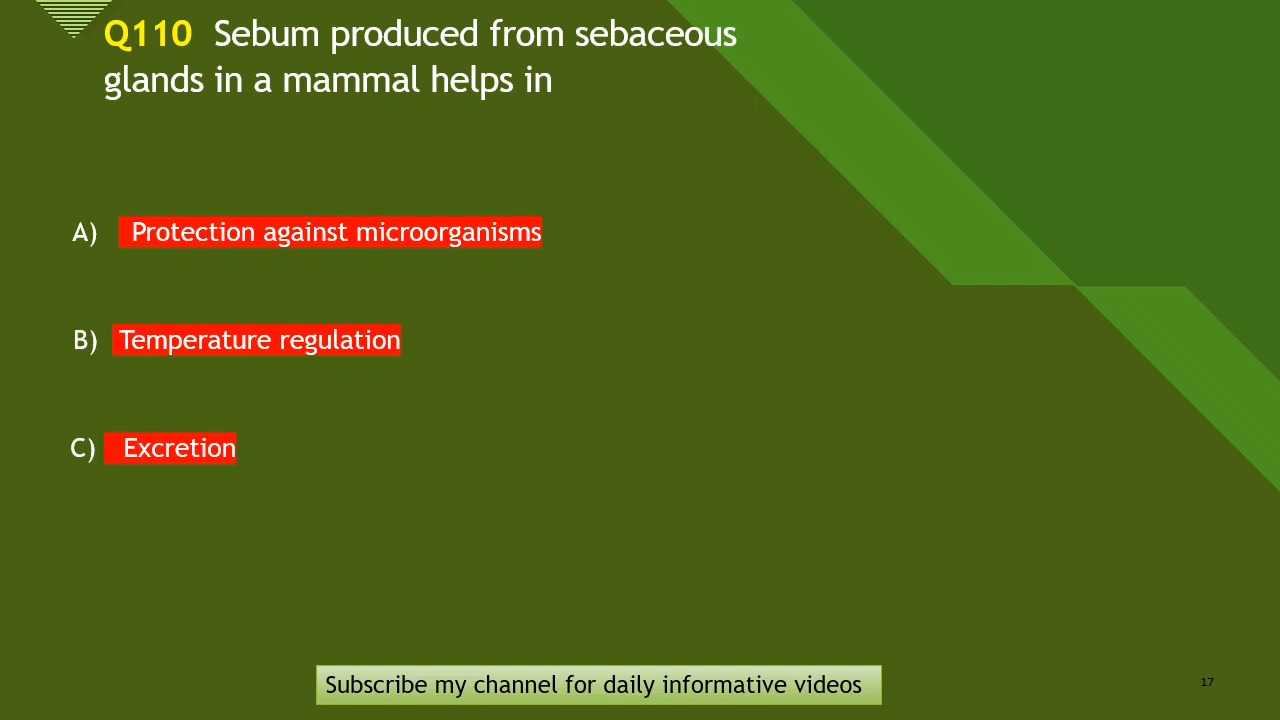 Q110 Sebum produced from sebaceous
glands in a mammal helps in
A) Protection against microorganisms
B) Temperature regulation
C) Excretion
Subscribe my channel for daily informative videos
17